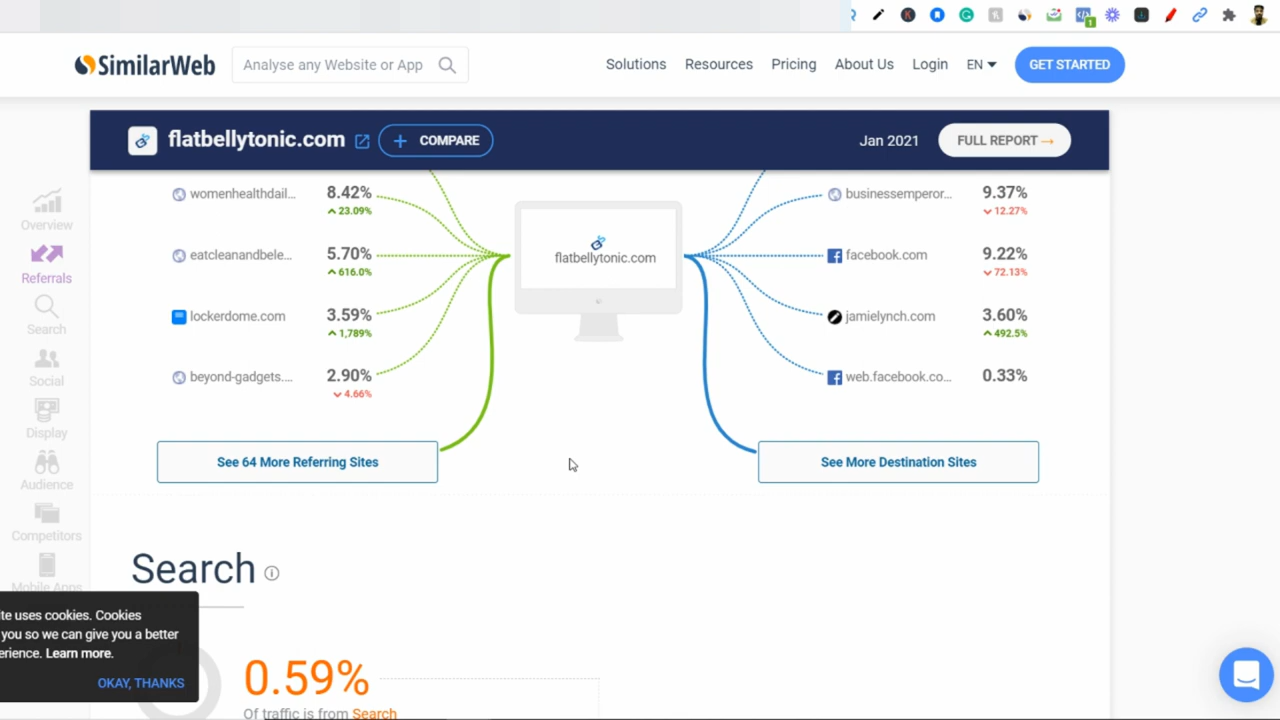 SimilarWeb
Analyse any Website or App
Solutions
Resources
Pricing
About Us
Login
EN
GET STARTED
flatbellytonic.com
+ COMPARE
Jan 2021
FULL REPORT →
Overview
Referrals
Search
Social
Display
Audience
Competitors
Mobile Apps
womenhealthdail... 8.42%
23.09%
eatcleanandbele... 5.70%
616.0%
lockerdome.com 3.59%
1,789%
beyond-gadgets.... 2.90%
4.66%
See 64 More Referring Sites
flatbellytonic.com
businessemperor... 9.37%
12.27%
facebook.com 9.22%
72.13%
jamielynch.com 3.60%
492.5%
web.facebook.co... 0.33%
See More Destination Sites
Search
0.59%
Of traffic is from Search
te uses cookies. Cookies
you so we can give you a better
erience. Learn more.
OKAY, THANKS